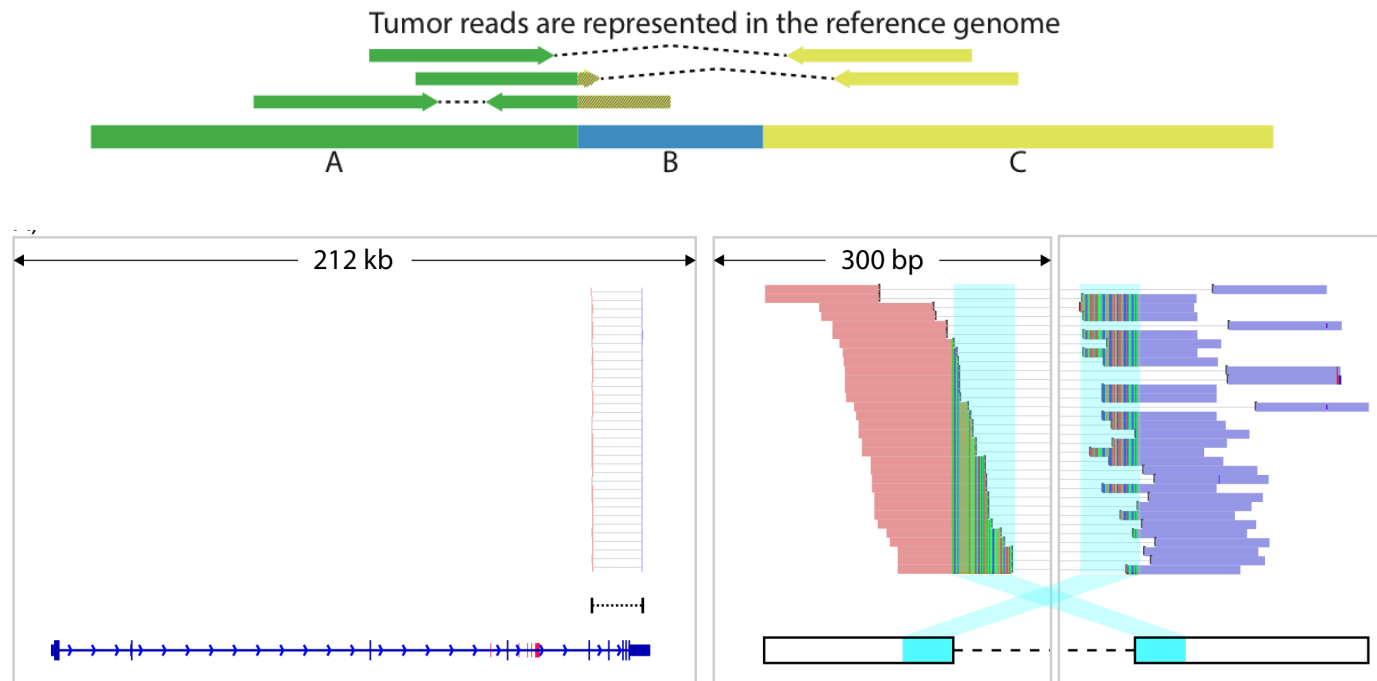 Tumor reads are represented in the reference genome
A
B
C
212 kb
300 bp